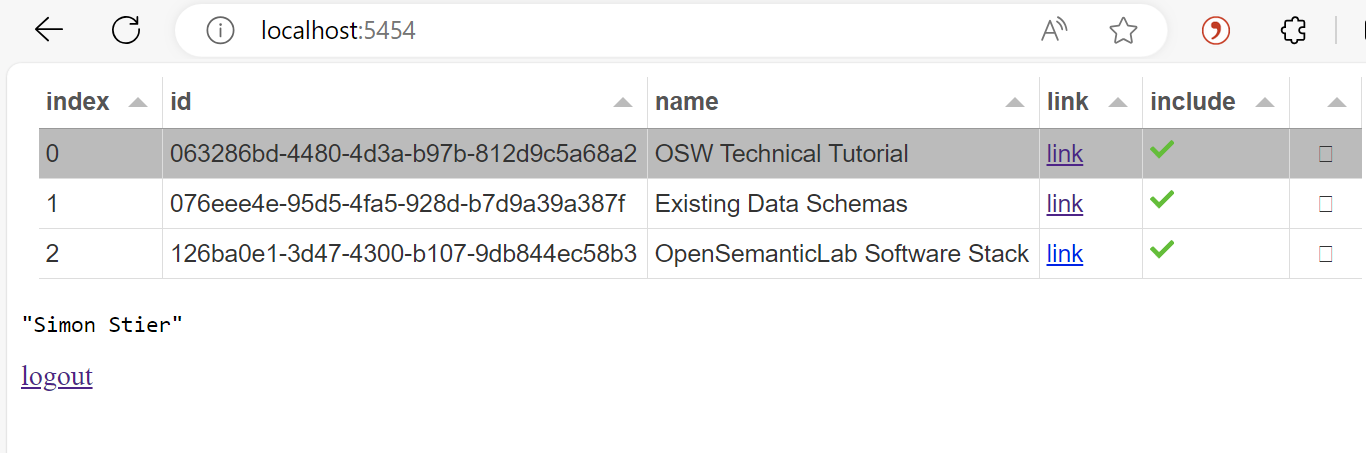 localhost:5454
index id name link include
0 063286bd-4480-4d3a-b97b-812d9c5a68a2 OSW Technical Tutorial link
1 076eee4e-95d5-4fa5-928d-b7d9a39a387f Existing Data Schemas link
2 126ba0e1-3d47-4300-b107-9db844ec58b3 OpenSemanticLab Software Stack link
"Simon Stier"
logout